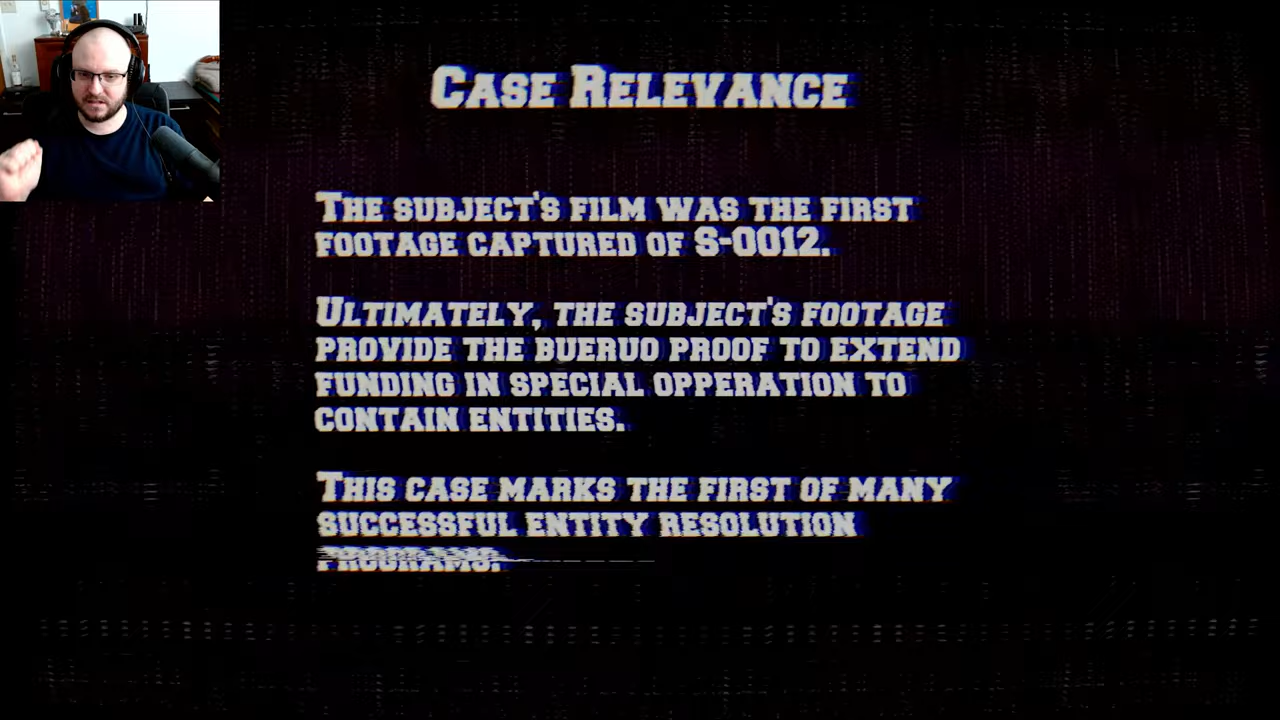 CASE RELEVANCE
THE SUBJECT'S FILM WAS THE FIRST
FOOTAGE CAPTURED OF S-0012.
ULTIMATELY, THE SUBJECT'S FOOTAGE
PROVIDE THE BUERUO PROOF TO EXTEND
FUNDING IN SPECIAL OPPERATION TO
CONTAIN ENTITIES.
THIS CASE MARKS THE FIRST OF MANY
SUCCESSFUL ENTITY RESOLUTION
PROGRAMS.